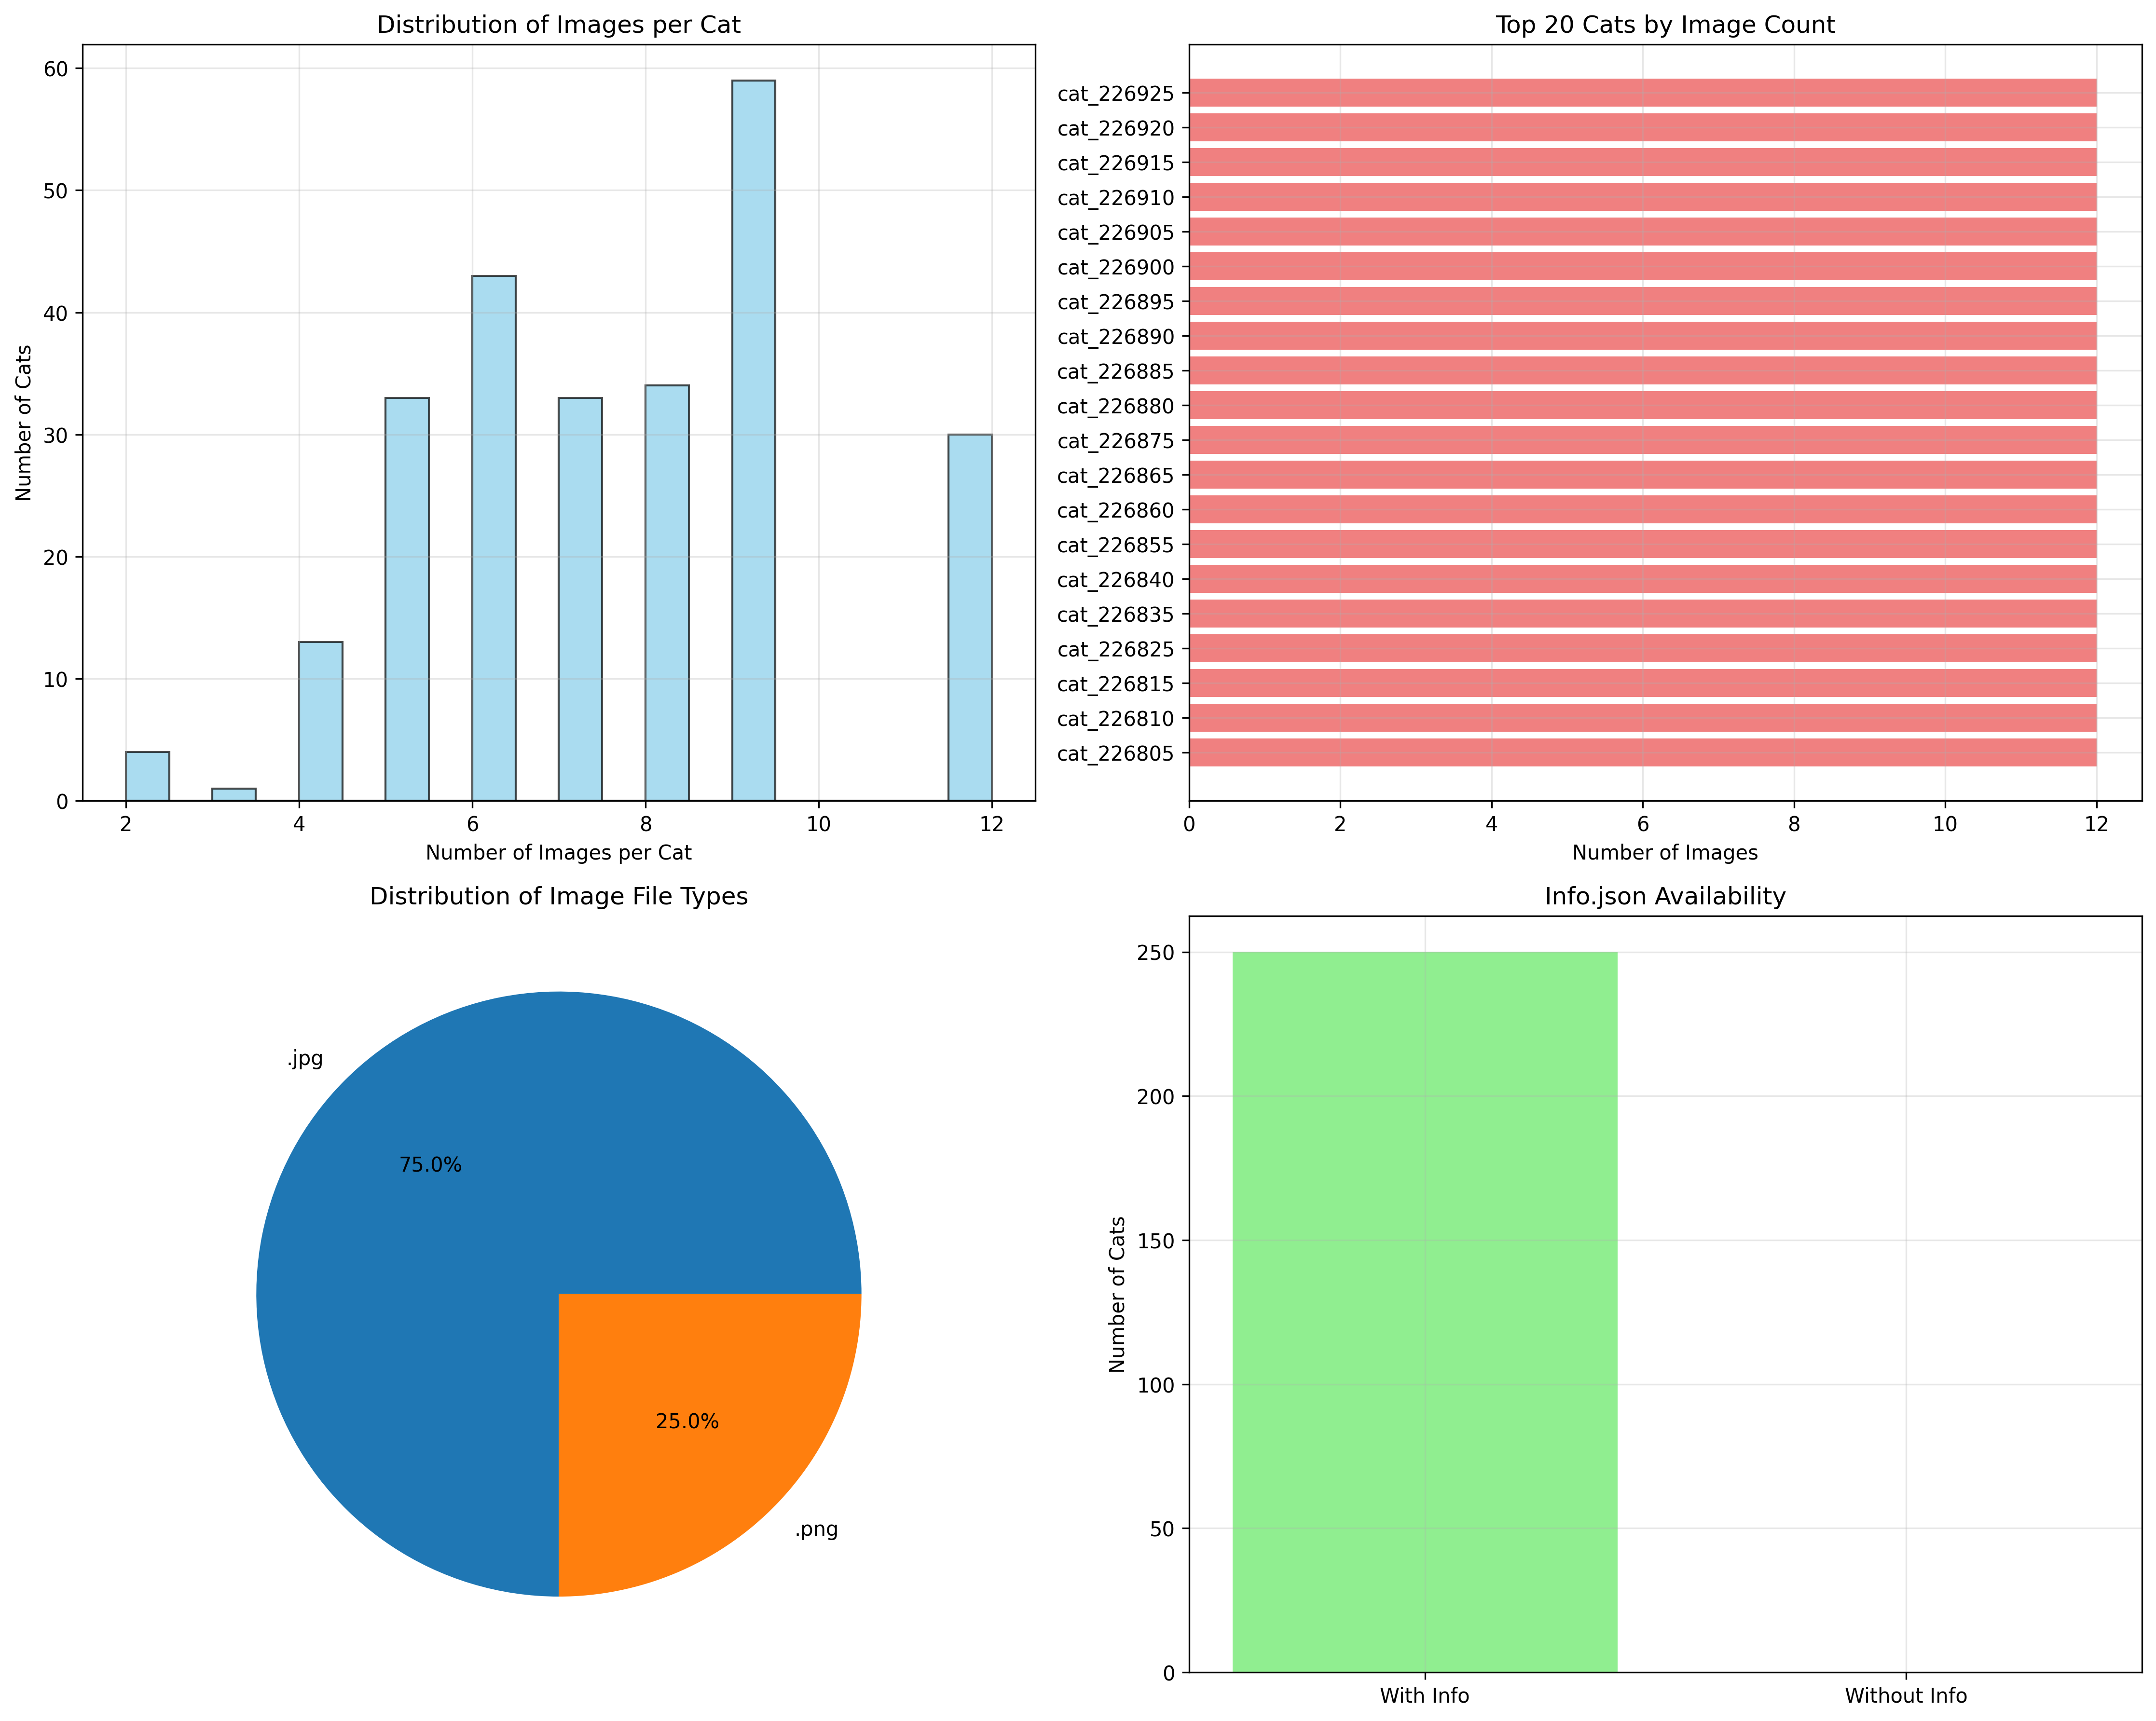 Distribution of Images per Cat
60
50
40
30
20
10
0
Number of Cats
2 4 6 8 10 12
Number of Images per Cat
Top 20 Cats by Image Count
cat_226925
cat_226920
cat_226915
cat_226910
cat_226905
cat_226900
cat_226895
cat_226890
cat_226885
cat_226880
cat_226875
cat_226865
cat_226860
cat_226855
cat_226840
cat_226835
cat_226825
cat_226815
cat_226810
cat_226805
0 2 4 6 8 10 12
Number of Images
Distribution of Image File Types
.jpg
75.0%
25.0%
.png
Info.json Availability
250
200
150
100
50
0
Number of Cats
With Info Without Info